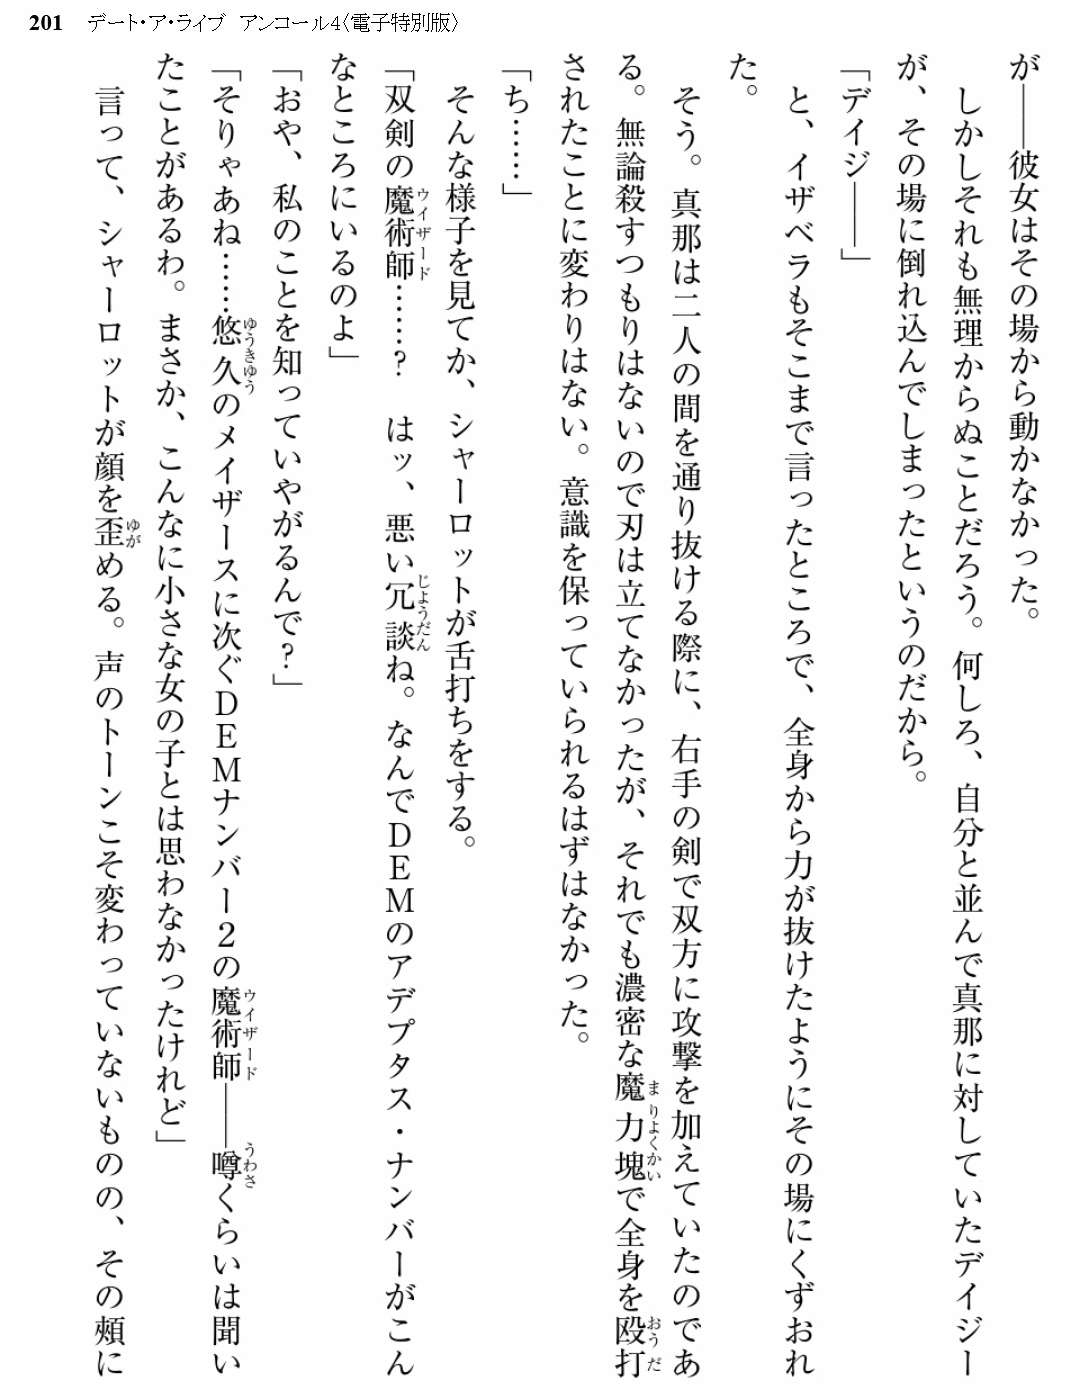 201 デート・ア・ライブ アンコール4〈電子特別版〉
が――彼女はその場から動かなかった。
しかしそれも無理からぬことだろう。何しろ、自分と並んで真那に対していたデイジー
が、その場に倒れ込んでしまったというのだから。
「デイジ――」
と、イザベラもそこまで言ったところで、全身から力が抜けたようにその場にくずおれ
た。
そう。真那は二人の間を通り抜ける際に、右手の剣で双方に攻撃を加えていたのであ
る。無論殺すつもりはないので刃は立てなかったが、それでも濃密な魔力塊で全身を殴打
された​ことに変わりはない。意識を保っていられるはずはなかった。
「ち……」
そんな様子を見てか、シャーロットが舌打ちをする。
「双剣の魔術師……? はッ、悪い冗談ね。なんでDEMのアデプタス・ナンバーがこん
なところにいるのよ」
「おや、私のことを知っていやがるんで?」
「そりゃあね……悠久のメイザースに次ぐDEMナンバー2の魔術師――噂くらいは聞い
たことがあるわ。まさか、こんなに小さな女の子とは思わなかったけれど」
言って、シャーロットが顔を歪める。声のトーンこそ変わっていないものの、その頰に